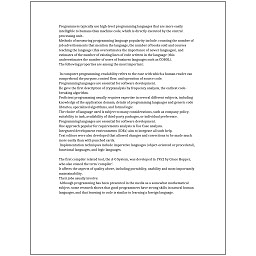 Programmers typically use high-level programming languages that are more easily
intelligible to humans than machine code, which is directly executed by the central
processing unit.
Methods of measuring programming language popularity include: counting the number of
job advertisements that mention the language, the number of books sold and courses
teaching the language (this overestimates the importance of newer languages), and
estimates of the number of existing lines of code written in the language (this
underestimates the number of users of business languages such as COBOL).
The following properties are among the most important:

In computer programming, readability refers to the ease with which a human reader can
comprehend the purpose, control flow, and operation of source code.
Programming languages are essential for software development.
He gave the first description of cryptanalysis by frequency analysis, the earliest code-
breaking algorithm.
Proficient programming usually requires expertise in several different subjects, including
knowledge of the application domain, details of programming languages and generic code
libraries, specialized algorithms, and formal logic.
The choice of language used is subject to many considerations, such as company policy,
suitability to task, availability of third-party packages, or individual preference.
Programming languages are essential for software development.
One approach popular for requirements analysis is Use Case analysis.
Integrated development environments (IDEs) aim to integrate all such help.
Text editors were also developed that allowed changes and corrections to be made much
more easily than with punched cards.
Implementation techniques include imperative languages (object-oriented or procedural),
functional languages, and logic languages.

The first compiler related tool, the A-0 System, was developed in 1952 by Grace Hopper,
who also coined the term 'compiler'.
It affects the aspects of quality above, including portability, usability and most importantly
maintainability.
Their jobs usually involve:
Although programming has been presented in the media as a somewhat mathematical
subject, some research shows that good programmers have strong skills in natural human
languages, and that learning to code is similar to learning a foreign language.